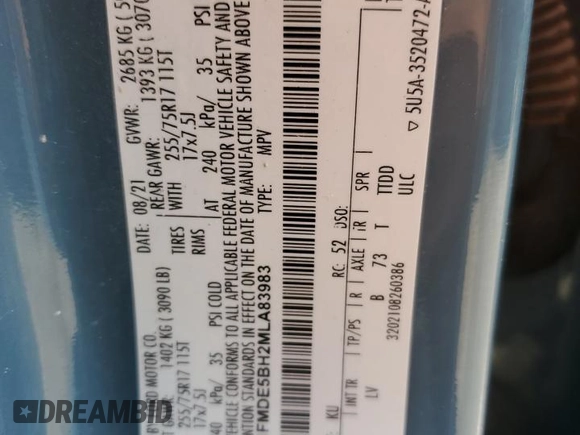 DATE: 08/21 GVWR: 2685 KG ( 5
BY REAR GAWR: 1393 KG ( 3070
1402 KG ( 3090 LB) WITH
255/75R17 115T TIRES 255/75R17 115T
17x7.5J RIMS 17x7.5J
kPa/ 35 PSI COLD AT 240 kPa/ 35 PSI
VEHICLE CONFORMS TO ALL APPLICABLE FEDERAL MOTOR VEHICLE SAFETY AND
STANDARDS IN EFFECT ON THE DATE OF MANUFACTURE SHOWN ABOVE
FMDE5BH2MLA83983 TYPE: MPV
KU RC: 52 DSO:
INT TR TP/PS R AXLE R SPR
LV B 73 T TTDD
ULC
3202108260386
▽ 5U5A-3520472-A
DREAMBID